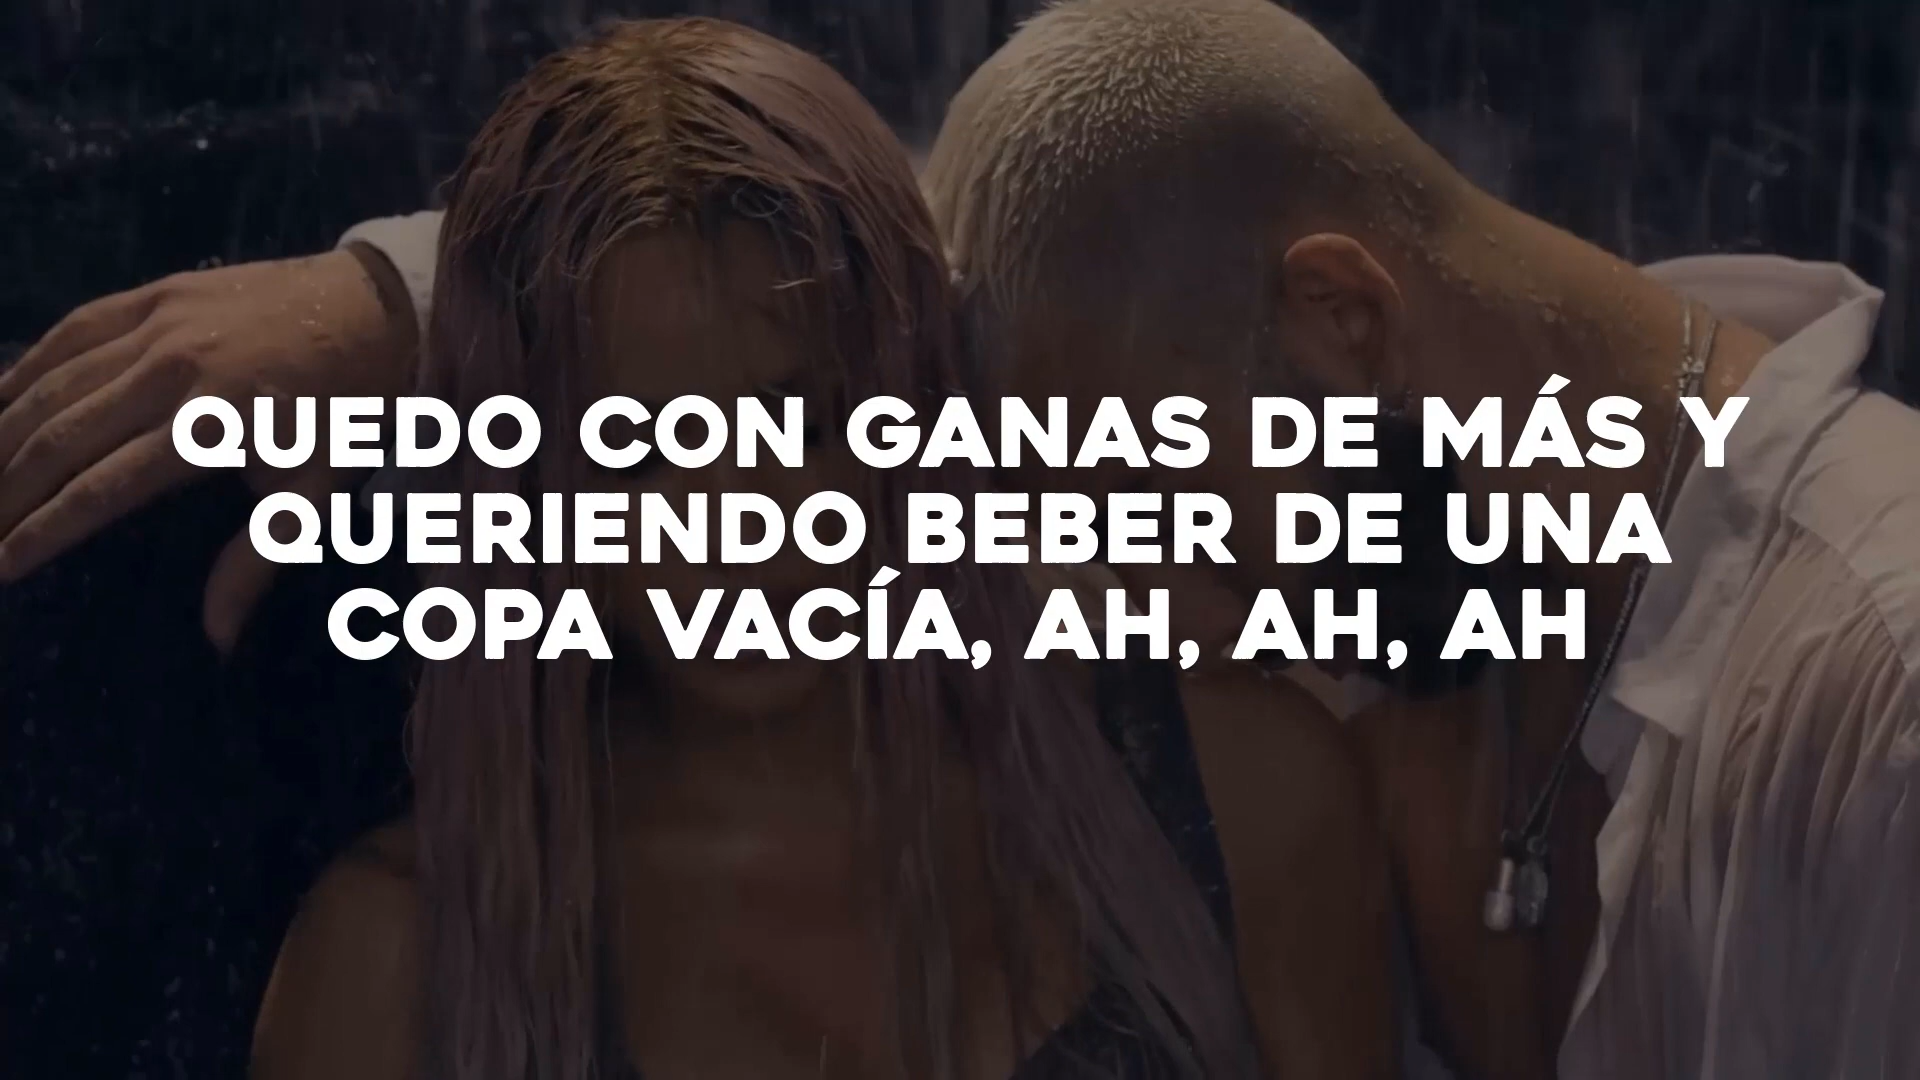 QUEDO CON GANAS DE MÁS Y
QUERIENDO BEBER DE UNA
COPA VACÍA, AH, AH, AH